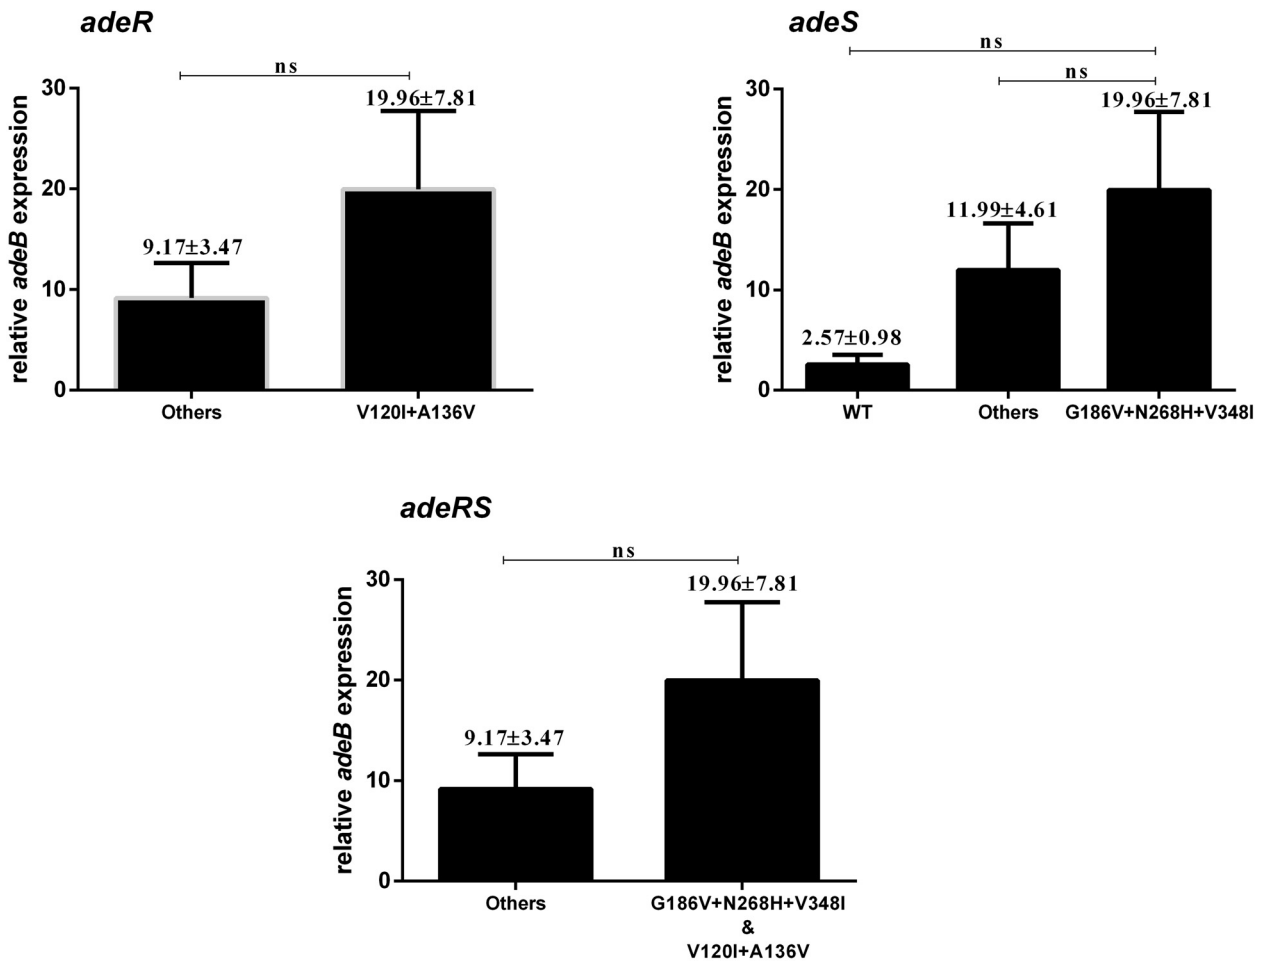 adeR
ns
30
20
10
0
relative adeB expression
19.96±7.81
9.17±3.47
Others
V120I+A136V
adeS
ns
ns
30
20
10
0
relative adeB expression
19.96±7.81
11.99±4.61
2.57±0.98
WT
Others
G186V+N268H+V348I
adeRS
ns
30
20
10
0
relative adeB expression
19.96±7.81
9.17±3.47
Others
G186V+N268H+V348I
&
V120I+A136V